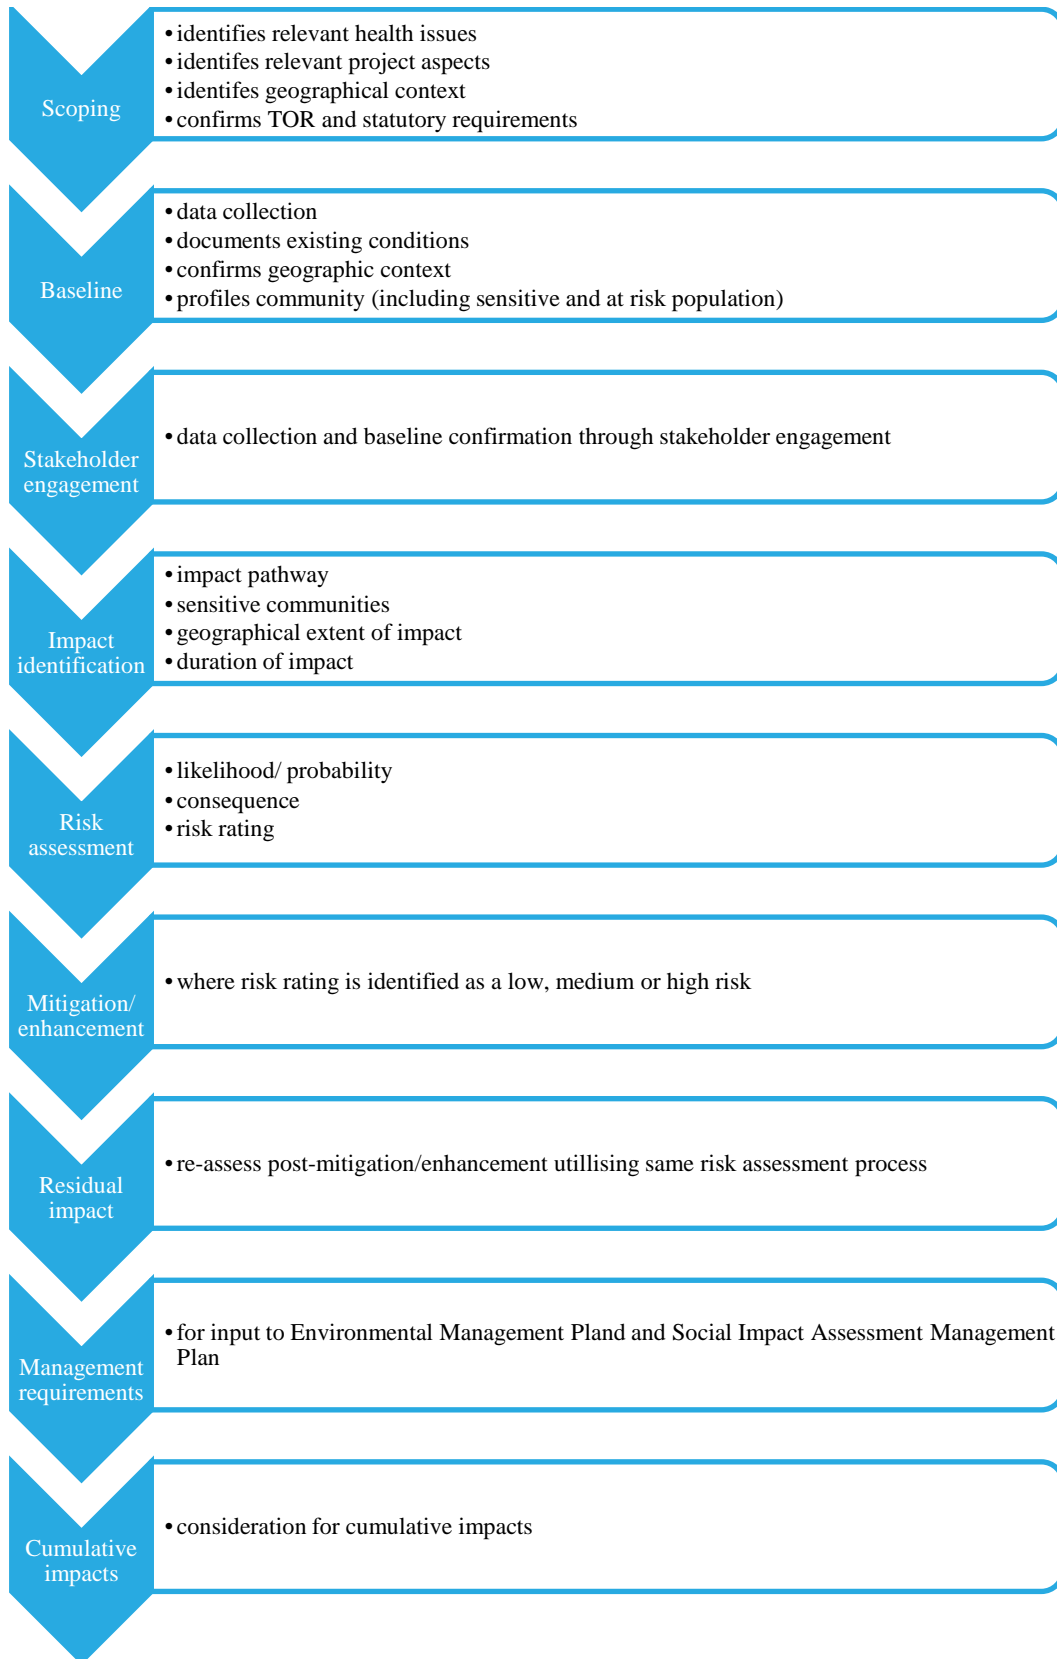 Scoping
• identifies relevant health issues
• identifes relevant project aspects
• identifes geographical context
• confirms TOR and statutory requirements
Baseline
• data collection
• documents existing conditions
• confirms geographic context
• profiles community (including sensitive and at risk population)
Stakeholder
engagement
• data collection and baseline confirmation through stakeholder engagement
Impact
identification
• impact pathway
• sensitive communities
• geographical extent of impact
• duration of impact
Risk
assessment
• likelihood/ probability
• consequence
• risk rating
Mitigation/
enhancement
• where risk rating is identified as a low, medium or high risk
Residual
impact
• re-assess post-mitigation/enhancement utillising same risk assessment process
Management
requirements
• for input to Environmental Management Pland and Social Impact Assessment Management
Plan
Cumulative
impacts
• consideration for cumulative impacts